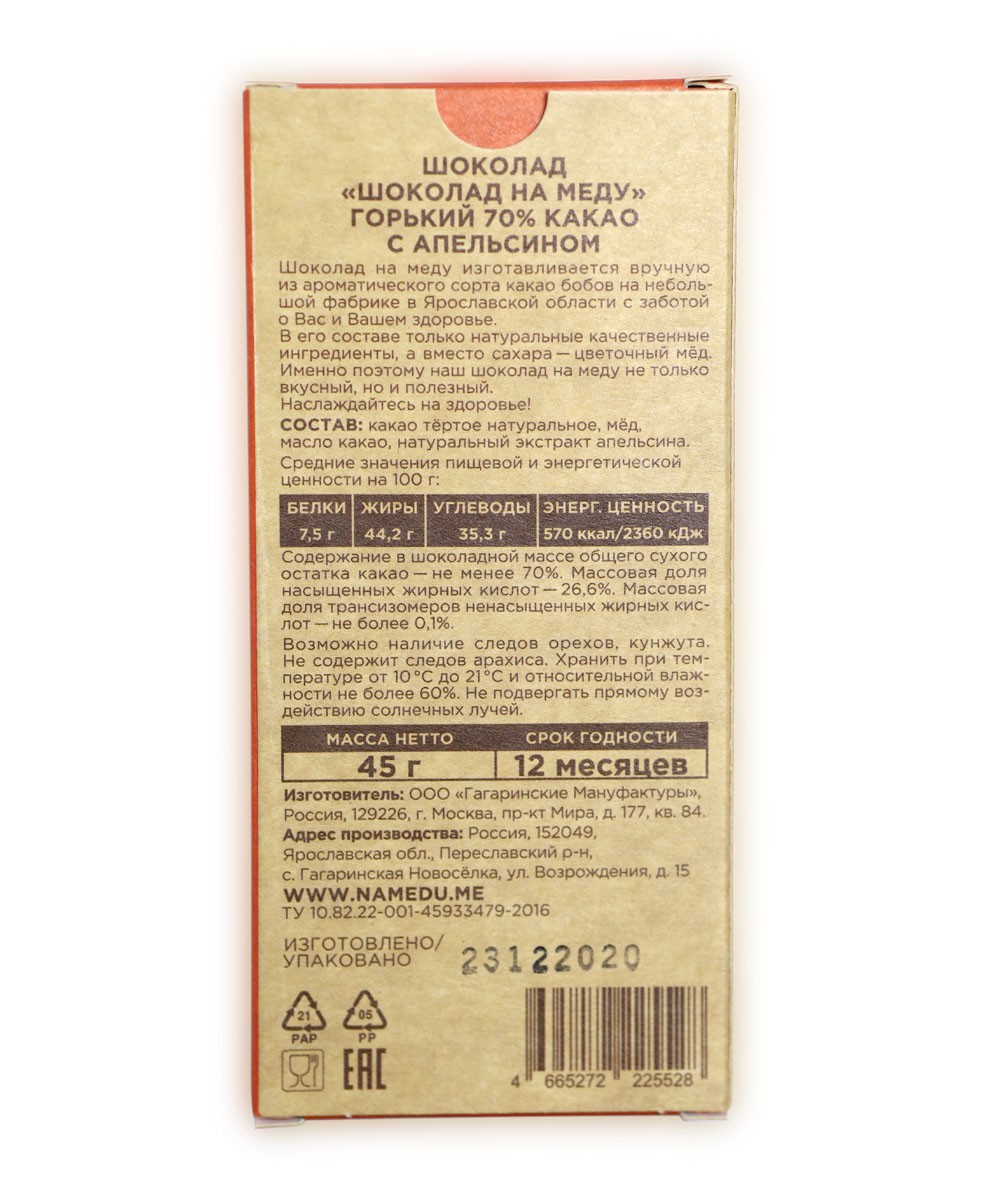 ШОКОЛАД
«ШОКОЛАД НА МЕДУ»
ГОРЬКИЙ 70% КАКАО
С АПЕЛЬСИНОМ
Шоколад на меду изготавливается вручную
из ароматического сорта какао бобов на неболь-
шой фабрике в Ярославской области с заботой
о Вас и Вашем здоровье.
В его составе только натуральные качественные
ингредиенты, а вместо сахара — цветочный мёд.
Именно поэтому наш шоколад на меду не только
вкусный, но и полезный.
Наслаждайтесь на здоровье!
СОСТАВ: какао тёртое натуральное, мёд,
масло какао, натуральный экстракт апельсина.
Средние значения пищевой и энергетической
ценности на 100 г:
БЕЛКИ ЖИРЫ УГЛЕВОДЫ ЭНЕРГ. ЦЕННОСТЬ
7,5 г 44,2 г 35,3 г 570 ккал/2360 кДж
Содержание в шоколадной массе общего сухого
остатка какао — не менее 70%. Массовая доля
насыщенных жирных кислот — 26,6%. Массовая
доля трансизомеров ненасыщенных жирных кис-
лот — не более 0,1%.
Возможно наличие следов орехов, кунжута.
Не содержит следов арахиса. Хранить при тем-
пературе от 10 °С до 21 °С и относительной влаж-
ности не более 60%. Не подвергать прямому воз-
действию солнечных лучей.
МАССА НЕТТО СРОК ГОДНОСТИ
45 г 12 месяцев
Изготовитель: ООО «Гагаринские Мануфактуры»,
Россия, 129226, г. Москва, пр-кт Мира, д. 177, кв. 84.
Адрес производства: Россия, 152049,
Ярославская обл., Переславский р-н,
с. Гагаринская Новосёлка, ул. Возрождения, д. 15
WWW.NAMEDU.ME
ТУ 10.82.22-001-45933479-2016
ИЗГОТОВЛЕНО/
УПАКОВАНО 23122020
21 05
PAP PP
EAC
4 665272 225528